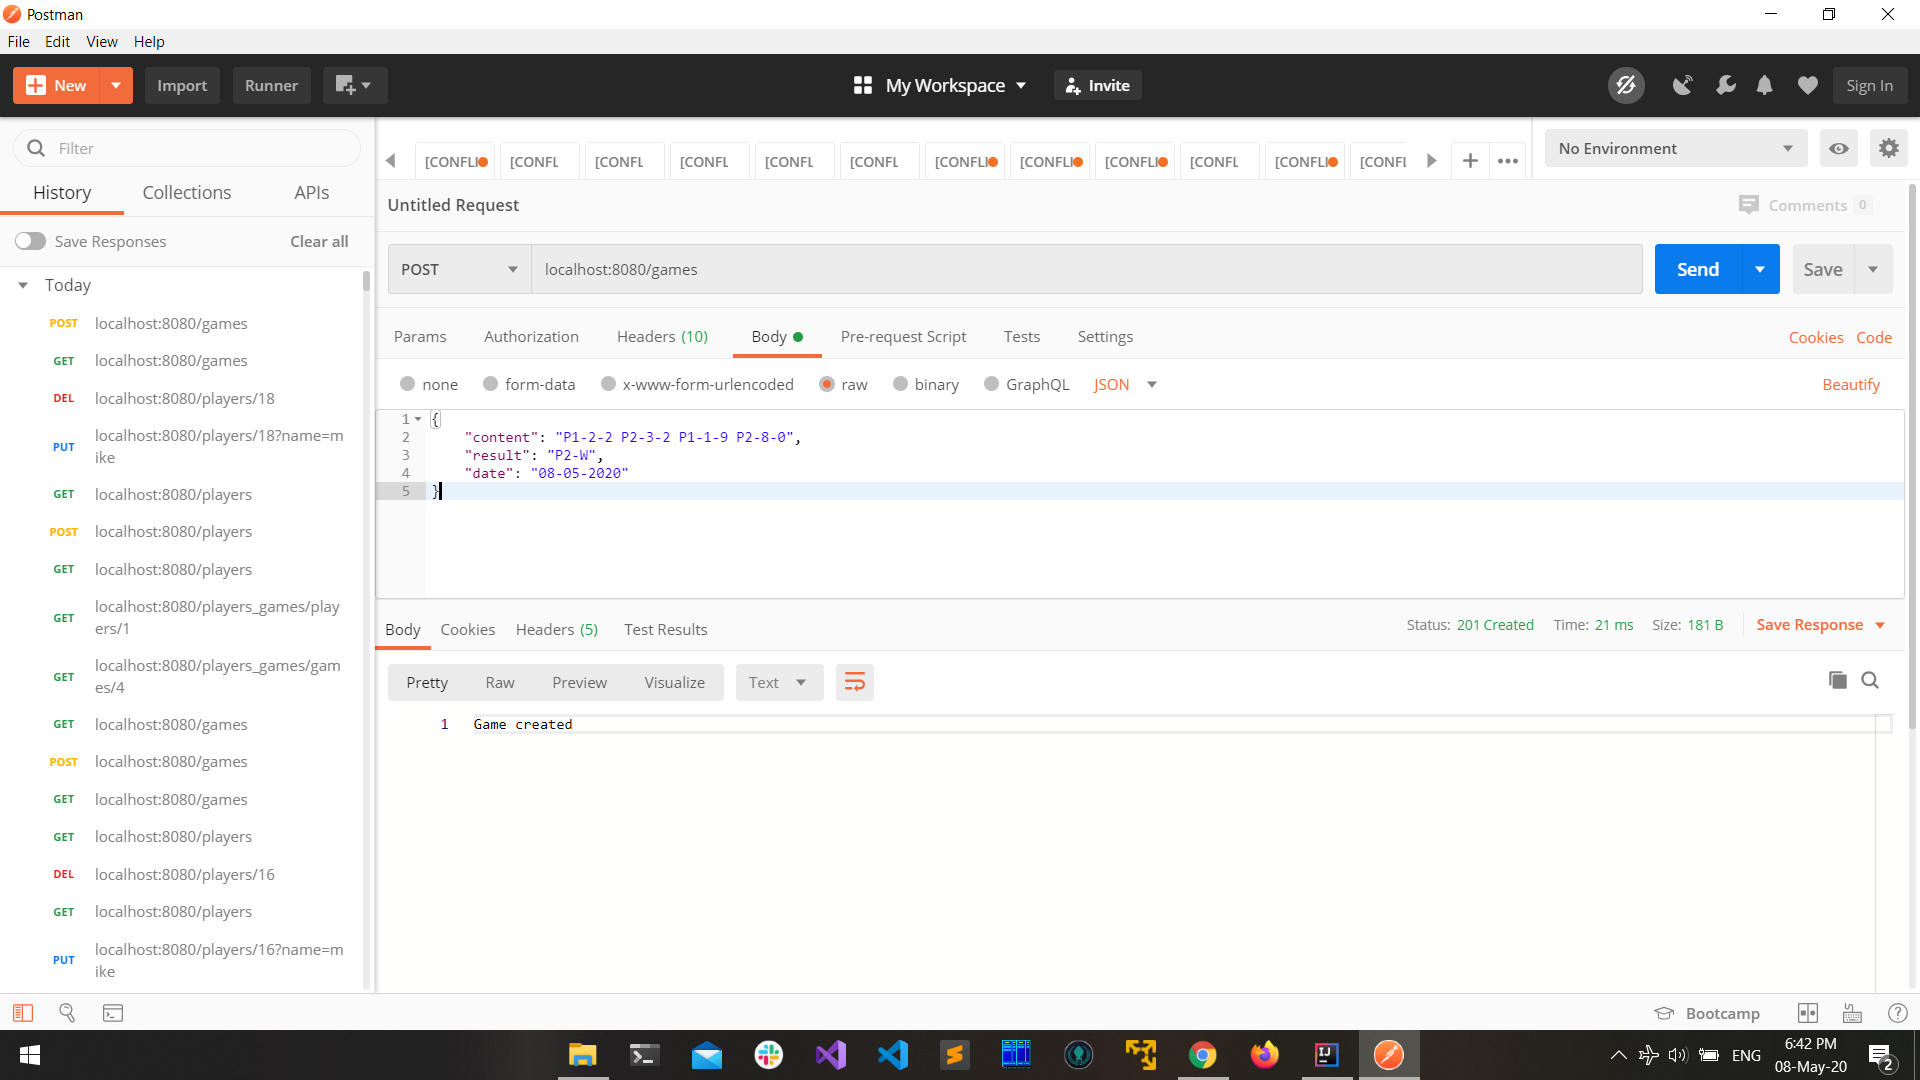 Postman
File Edit View Help
New Import Runner My Workspace Invite Sign In
Filter
History Collections APIs
Save Responses Clear all
Today
POST localhost:8080/games
GET localhost:8080/games
DEL localhost:8080/players/18
PUT localhost:8080/players/18?name=m
ike
GET localhost:8080/players
POST localhost:8080/players
GET localhost:8080/players
GET localhost:8080/players_games/play
ers/1
GET localhost:8080/players_games/gam
es/4
GET localhost:8080/games
POST localhost:8080/games
GET localhost:8080/games
GET localhost:8080/players
DEL localhost:8080/players/16
GET localhost:8080/players
PUT localhost:8080/players/16?name=m
ike
[CONFLI [CONFL [CONFL [CONFL [CONFL [CONFL [CONFLI [CONFLI [CONFLI [CONFL [CONFLI [CONFL
No Environment
Untitled Request
Comments 0
POST localhost:8080/games Send Save
Params Authorization Headers (10) Body Pre-request Script Tests Settings Cookies Code
none form-data x-www-form-urlencoded raw binary GraphQL JSON Beautify
1 {
2 "content": "P1-2-2 P2-3-2 P1-1-9 P2-8-0",
3 "result": "P2-W",
4 "date": "08-05-2020"
5 }
Body Cookies Headers (5) Test Results Status: 201 Created Time: 21 ms Size: 181 B Save Response
Pretty Raw Preview Visualize Text
1 Game created
Bootcamp
ENG
6:42 PM
08-May-20
2